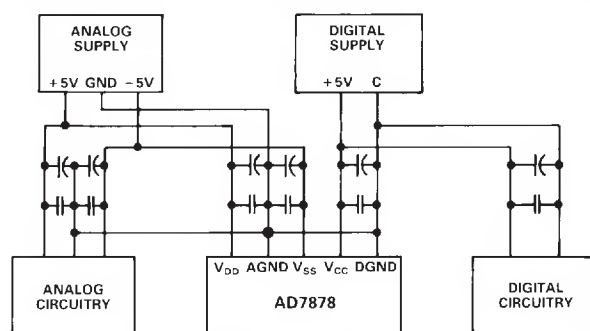 ANALOG
SUPPLY
+5V GND -5V
DIGITAL
SUPPLY
+5V C
ANALOG
CIRCUITRY
VDD AGND VSS VCC DGND
AD7878
DIGITAL
CIRCUITRY